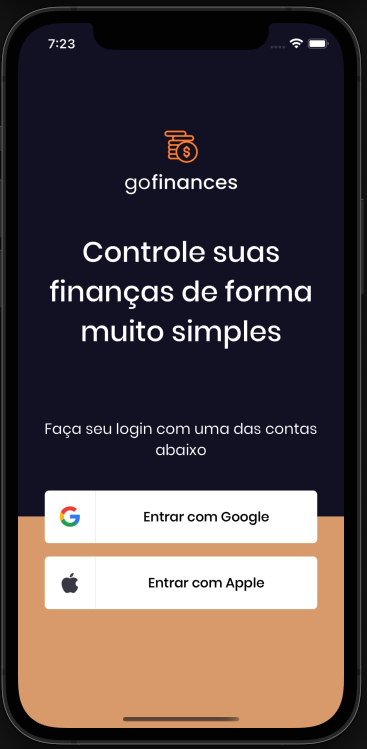 7:23
gofinances
Controle suas
finanças de forma
muito simples
Faça seu login com uma das contas
abaixo
Entrar com Google
Entrar com Apple